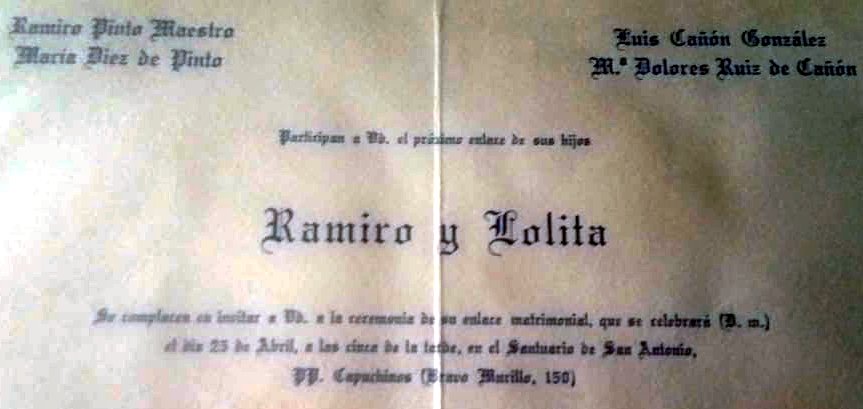 Ramiro Pinto Maestro
María Diez de Pinto
Luis Cañón González
M.ª Dolores Ruiz de Cañón
Participan a Vd. el próximo enlace de sus hijos
Ramiro y Lolita
Se complacen en invitar a Vd. a la ceremonia de su enlace matrimonial, que se celebrará (D. m.)
el día 25 de Abril, a las cinco de la tarde, en el Santuario de San Antonio,
PP. Capuchinos (Bravo Murillo, 150)